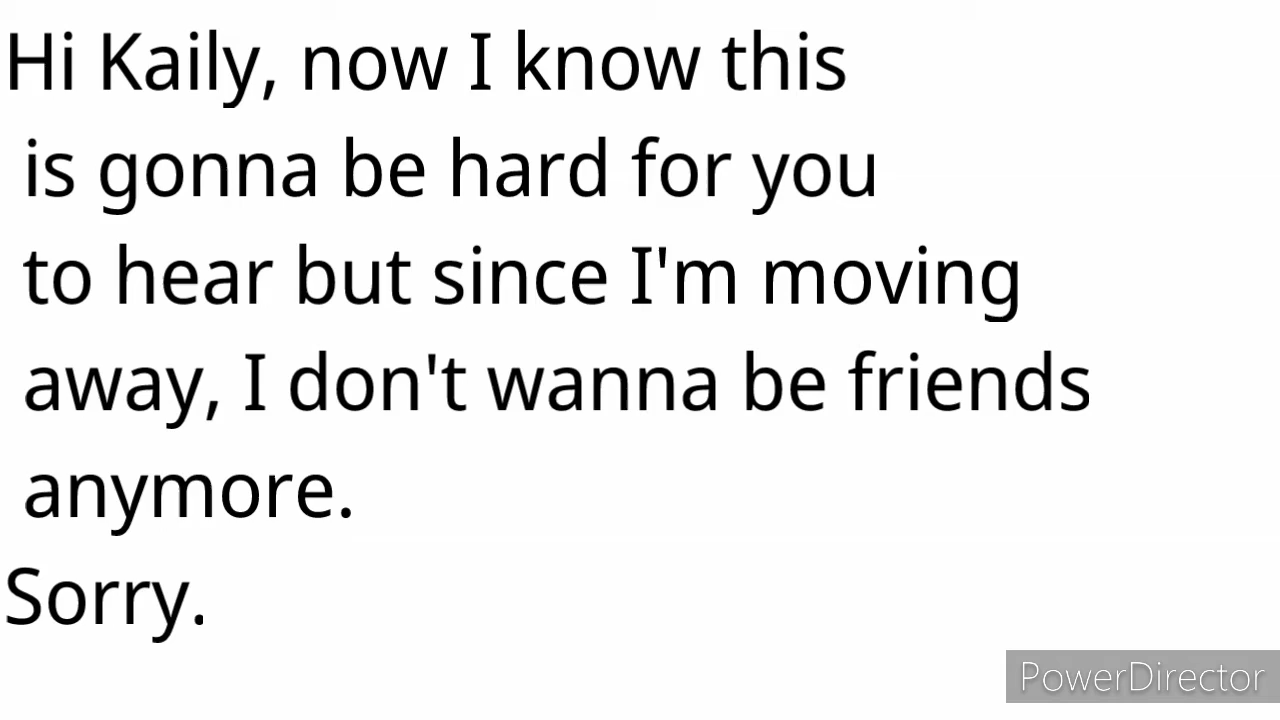 Hi Kaily, now I know this
is gonna be hard for you
to hear but since I'm moving
away, I don't wanna be friends
anymore.
Sorry.
PowerDirector